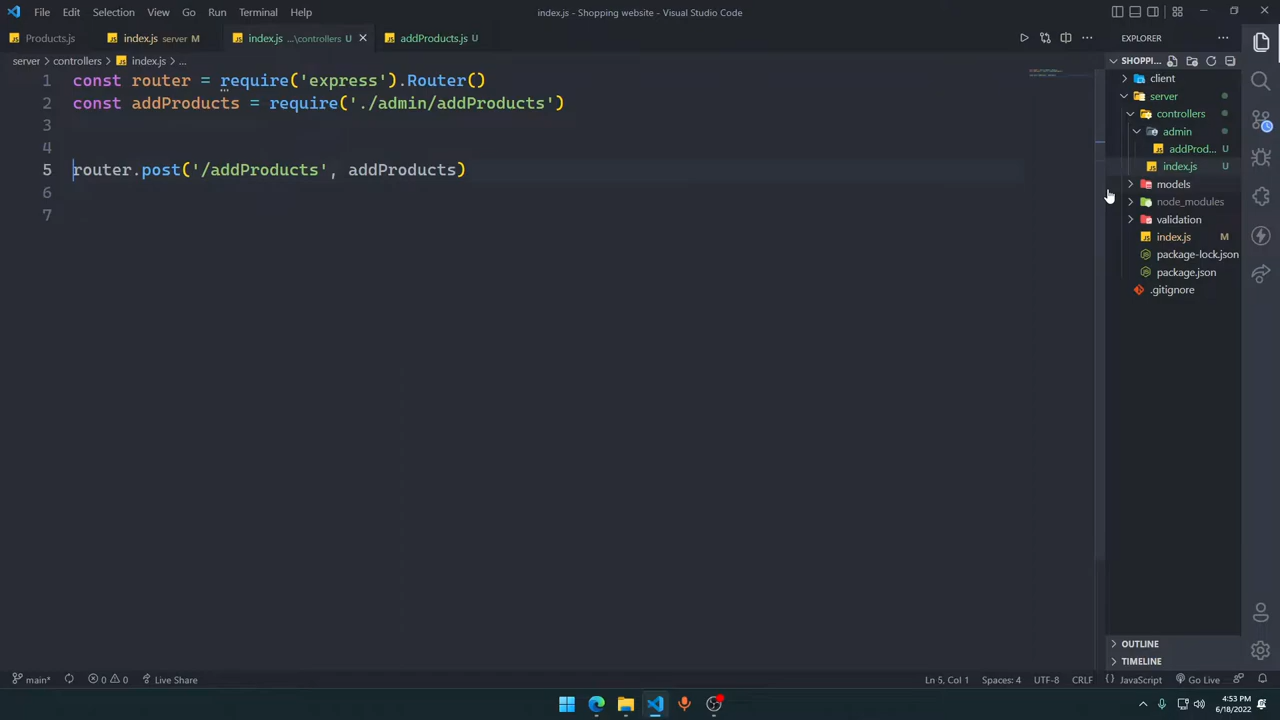 File Edit Selection View Go Run Terminal Help
index.js - Shopping website - Visual Studio Code
Products.js
index.js server M
index.js ...\controllers U
addProducts.js U
EXPLORER
server > controllers > index.js > ...
1 const router = require('express').Router()
2 const addProducts = require('./admin/addProducts')
3
4
5 router.post('/addProducts', addProducts)
6
7
SHOPPI...
client
server
controllers
admin
addProd... U
index.js U
models
node_modules
validation
index.js M
package-lock.json
package.json
.gitignore
OUTLINE
TIMELINE
main* 0 0 Live Share
Ln 5, Col 1 Spaces: 4 UTF-8 CRLF {} JavaScript Go Live
4:53 PM
6/18/2022